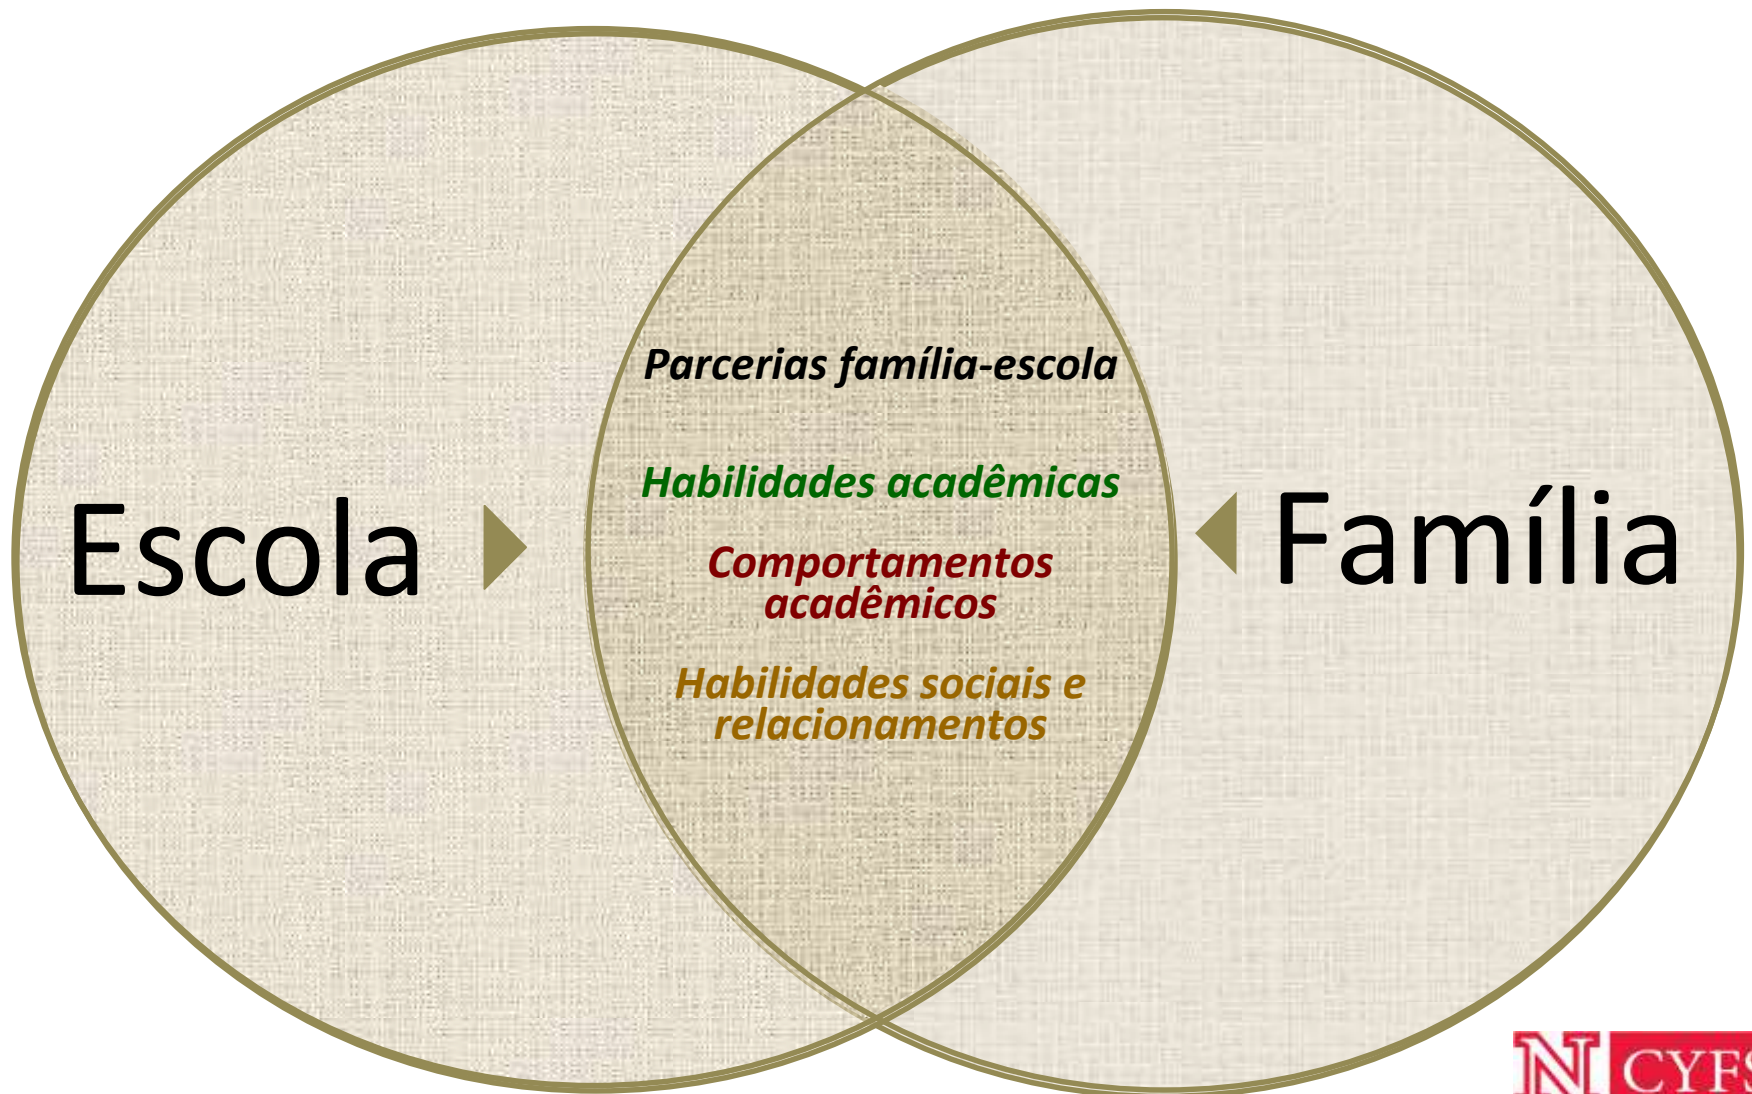 Parcerias família-escola
Habilidades acadêmicas
Escola
Família
Comportamentos
acadêmicos
Habilidades sociais e
relacionamentos
N CYFS